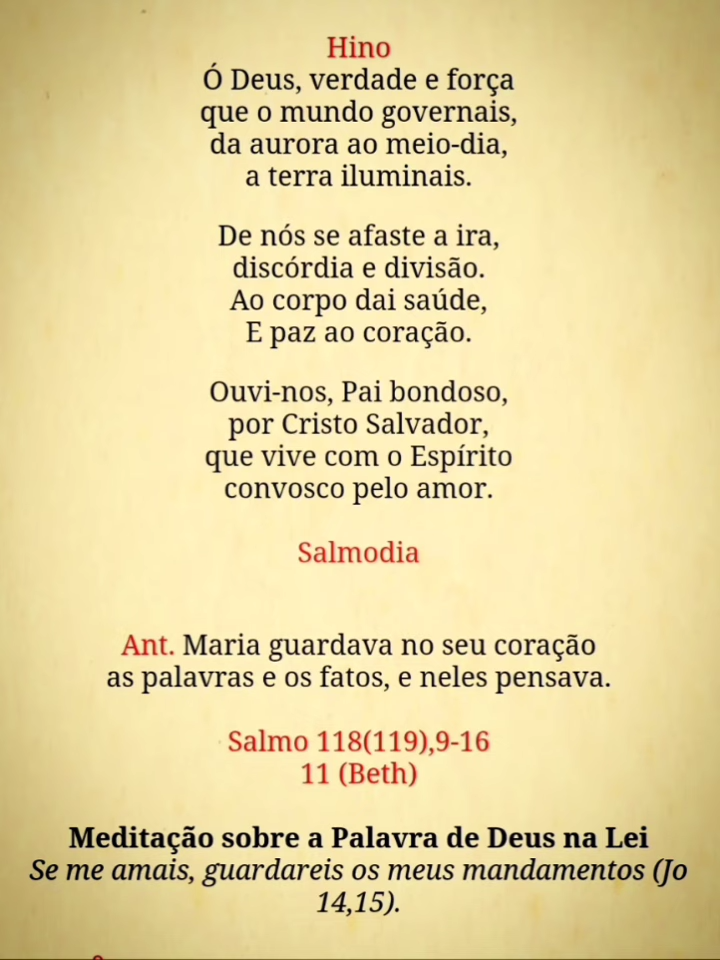 Hino
Ó Deus, verdade e força
que o mundo governais,
da aurora ao meio-dia,
a terra iluminais.
De nós se afaste a ira,
discórdia e divisão.
Ao corpo dai saúde,
E paz ao coração.
Ouvi-nos, Pai bondoso,
por Cristo Salvador,
que vive com o Espírito
convosco pelo amor.
Salmodia
Ant. Maria guardava no seu coração
as palavras e os fatos, e neles pensava.
Salmo 118(119),9-16
11 (Beth)
Meditação sobre a Palavra de Deus na Lei
Se me amais, guardareis os meus mandamentos (Jo
14,15).